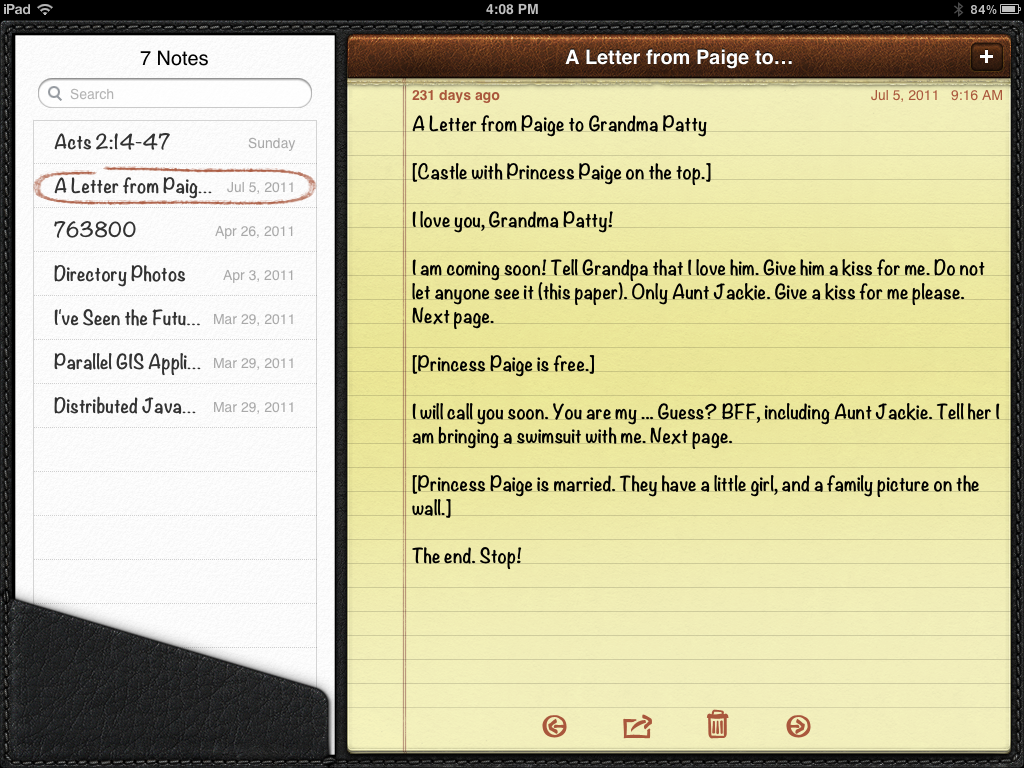 iPad 4:08 PM 84%
7 Notes
Search
Acts 2:14-47 Sunday
A Letter from Paig... Jul 5, 2011
763800 Apr 26, 2011
Directory Photos Apr 3, 2011
I've Seen the Futu... Mar 29, 2011
Parallel GIS Appli... Mar 29, 2011
Distributed Java... Mar 29, 2011
A Letter from Paige to...
+
231 days ago Jul 5, 2011 9:16 AM
A Letter from Paige to Grandma Patty
[Castle with Princess Paige on the top.]
I love you, Grandma Patty!
I am coming soon! Tell Grandpa that I love him. Give him a kiss for me. Do not
let anyone see it (this paper). Only Aunt Jackie. Give a kiss for me please.
Next page.
[Princess Paige is free.]
I will call you soon. You are my ... Guess? BFF, including Aunt Jackie. Tell her I
am bringing a swimsuit with me. Next page.
[Princess Paige is married. They have a little girl, and a family picture on the
wall.]
The end. Stop!